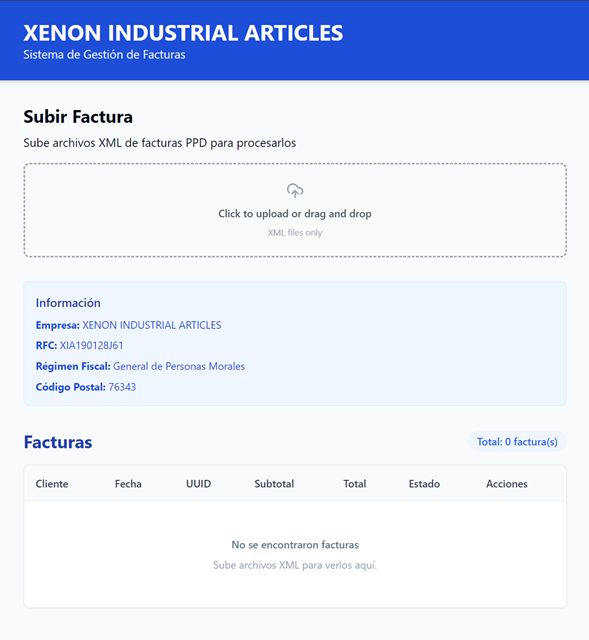 XENON INDUSTRIAL ARTICLES
Sistema de Gestión de Facturas
Subir Factura
Sube archivos XML de facturas PPD para procesarlos
Click to upload or drag and drop
XML files only
Información
Empresa: XENON INDUSTRIAL ARTICLES
RFC: XIA190128J61
Régimen Fiscal: General de Personas Morales
Código Postal: 76343
Facturas
Total: 0 factura(s)
Cliente Fecha UUID Subtotal Total Estado Acciones
No se encontraron facturas
Sube archivos XML para verlos aquí.